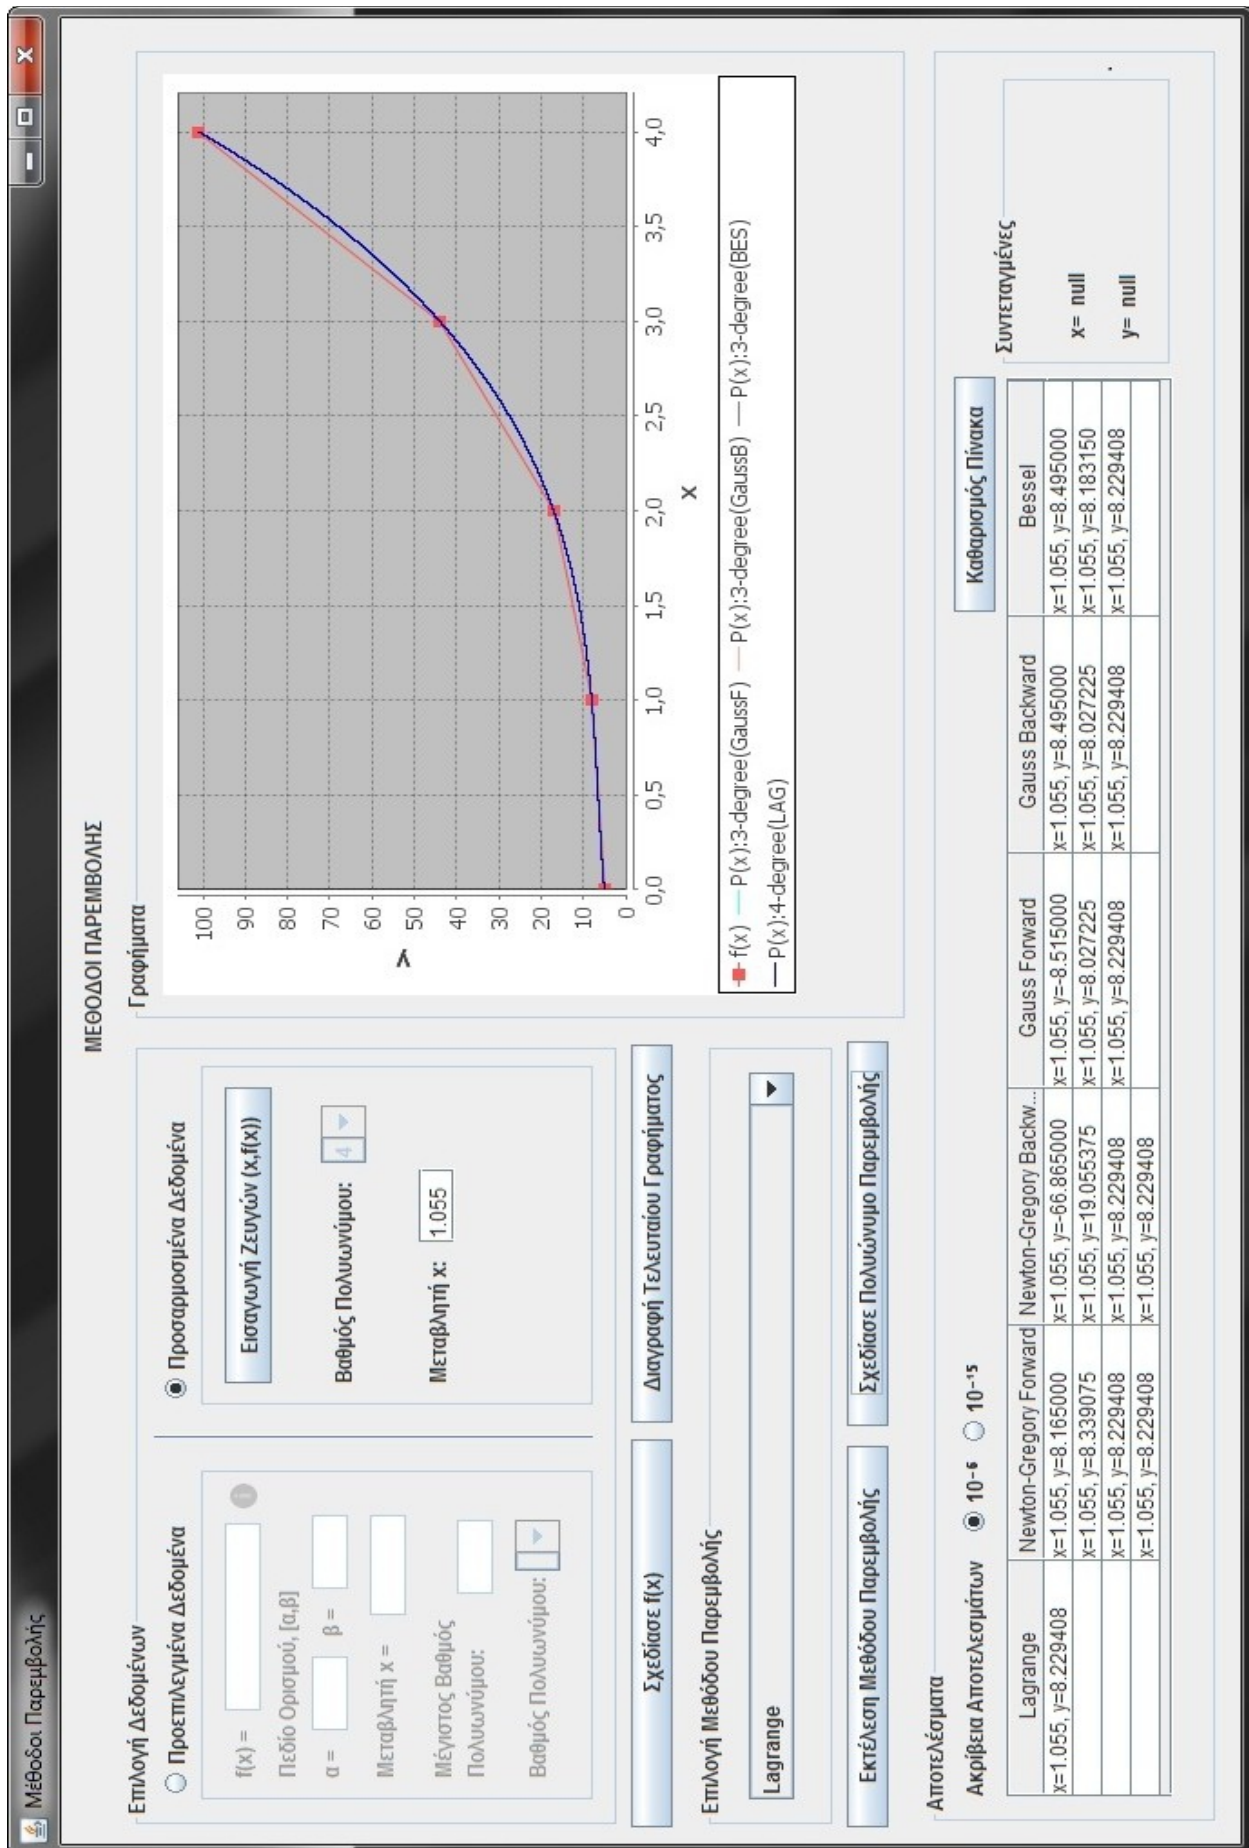 Μέθοδοι Παρεμβολής
ΜΕΘΟΔΟΙ ΠΑΡΕΜΒΟΛΗΣ
Επιλογή Δεδομένων
Προεπιλεγμένα Δεδομένα
f(x) =
Πεδίο Ορισμού, [α,β]
α = β =
Μεταβλητή x =
Μέγιστος Βαθμός
Πολυωνύμου:
Βαθμός Πολυωνύμου:
Προσαρμοσμένα Δεδομένα
Εισαγωγή Ζευγών (x,f(x))
Βαθμός Πολυωνύμου: 4
Μεταβλητή x: 1.055
Σχεδίασε f(x) Διαγραφή Τελευταίου Γραφήματος
Επιλογή Μεθόδου Παρεμβολής
Lagrange
Εκτέλεση Μεθόδου Παρεμβολής Σχεδίασε Πολυώνυμο Παρεμβολής
Γραφήματα
Y
100
90
80
70
60
50
40
30
20
10
0
0,0 0,5 1,0 1,5 2,0 2,5 3,0 3,5 4,0
X
f(x) P(x):3-degree(GaussF) P(x):3-degree(GaussB) P(x):3-degree(BES)
P(x):4-degree(LAG)
Αποτελέσματα
Ακρίβεια Αποτελεσμάτων 10⁻⁶ 10⁻¹⁵ Καθαρισμός Πίνακα
Lagrange Newton-Gregory Forward Newton-Gregory Backw... Gauss Forward Gauss Backward Bessel
x=1.055, y=8.229408 x=1.055, y=8.165000 x=1.055, y=-66.865000 x=1.055, y=-8.515000 x=1.055, y=8.495000 x=1.055, y=8.495000
x=1.055, y=8.339075 x=1.055, y=19.055375 x=1.055, y=8.027225 x=1.055, y=8.027225 x=1.055, y=8.183150
x=1.055, y=8.229408 x=1.055, y=8.229408 x=1.055, y=8.229408 x=1.055, y=8.229408 x=1.055, y=8.229408
x=1.055, y=8.229408 x=1.055, y=8.229408
Συντεταγμένες
x= null
y= null